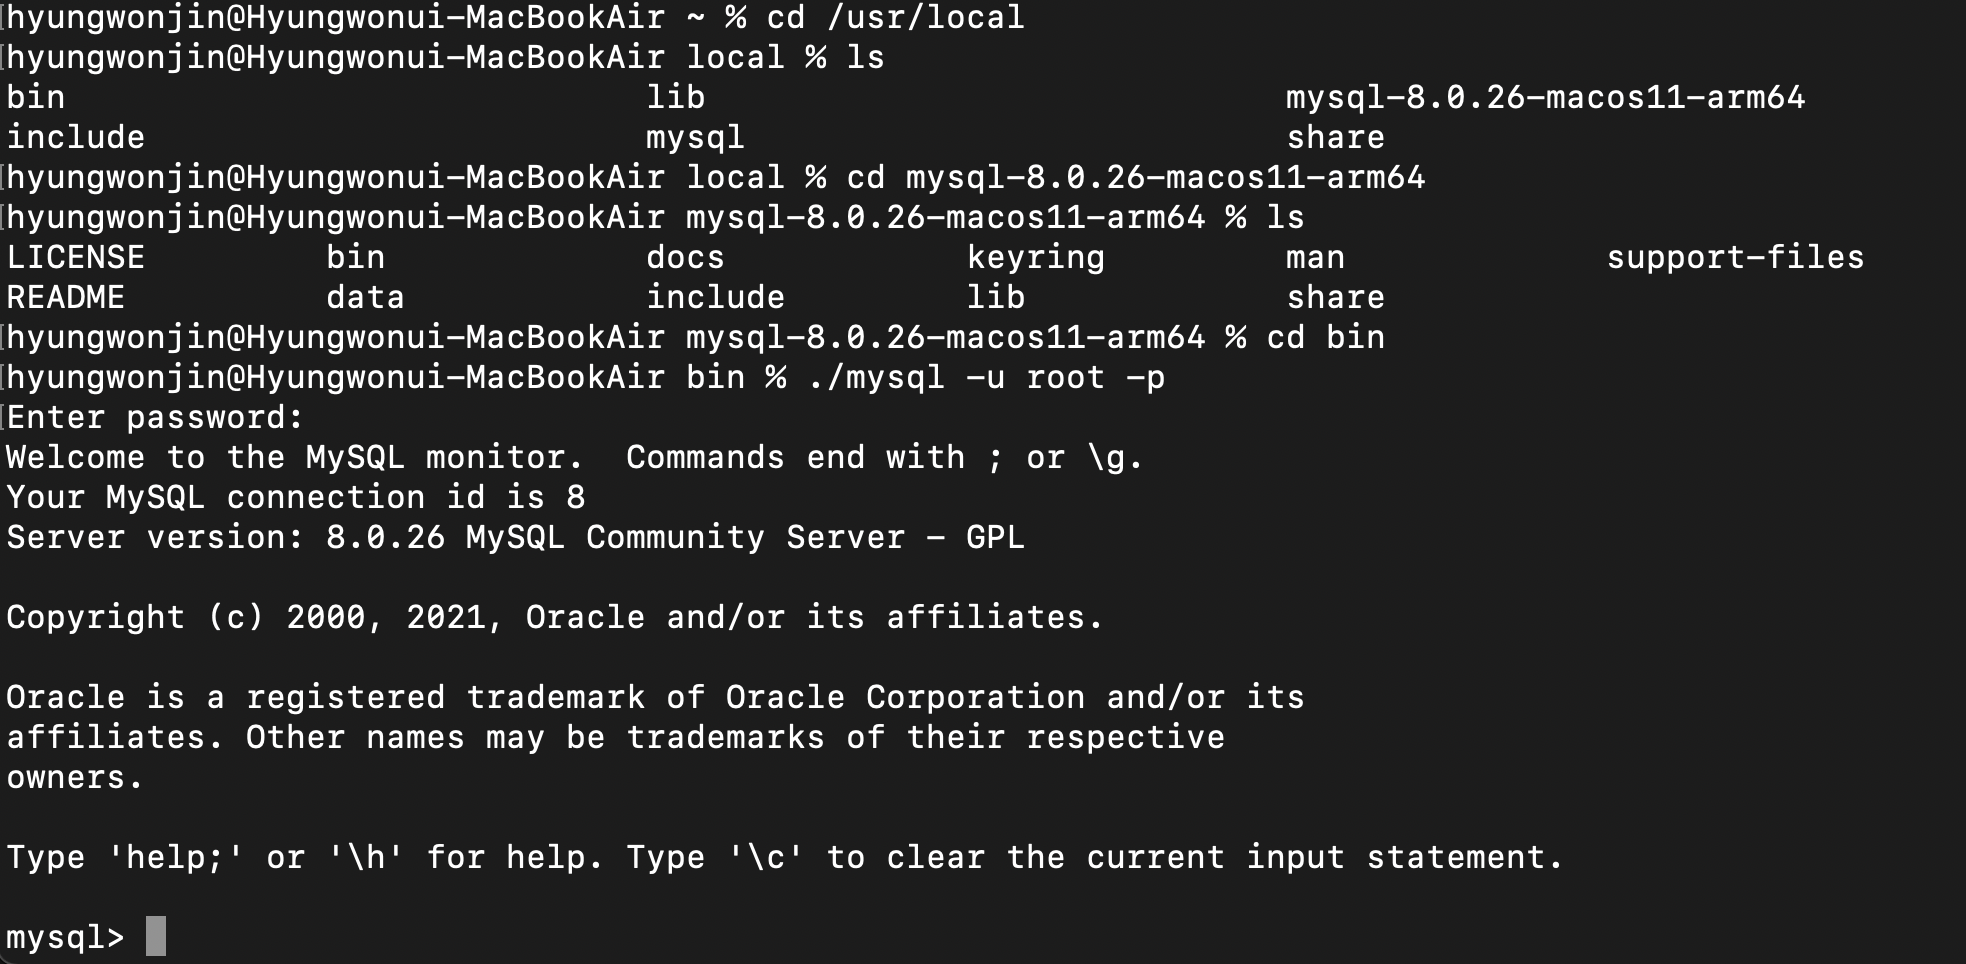 hyungwonjin@Hyungwonui-MacBookAir ~ % cd /usr/local
hyungwonjin@Hyungwonui-MacBookAir local % ls
bin lib mysql-8.0.26-macos11-arm64
include mysql share
hyungwonjin@Hyungwonui-MacBookAir local % cd mysql-8.0.26-macos11-arm64
hyungwonjin@Hyungwonui-MacBookAir mysql-8.0.26-macos11-arm64 % ls
LICENSE bin docs keyring man support-files
README data include lib share
hyungwonjin@Hyungwonui-MacBookAir mysql-8.0.26-macos11-arm64 % cd bin
hyungwonjin@Hyungwonui-MacBookAir bin % ./mysql -u root -p
Enter password:
Welcome to the MySQL monitor.  Commands end with ; or \g.
Your MySQL connection id is 8
Server version: 8.0.26 MySQL Community Server - GPL
Copyright (c) 2000, 2021, Oracle and/or its affiliates.
Oracle is a registered trademark of Oracle Corporation and/or its
affiliates. Other names may be trademarks of their respective
owners.
Type 'help;' or '\h' for help. Type '\c' to clear the current input statement.
mysql>